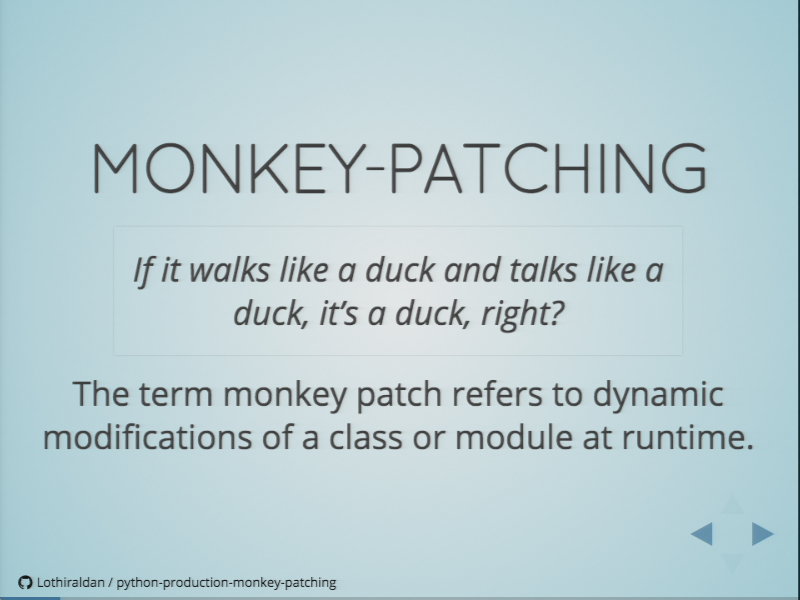 MONKEY-PATCHING
If it walks like a duck and talks like a
duck, it’s a duck, right?
The term monkey patch refers to dynamic
modifications of a class or module at runtime.
Lothiraldan / python-production-monkey-patching